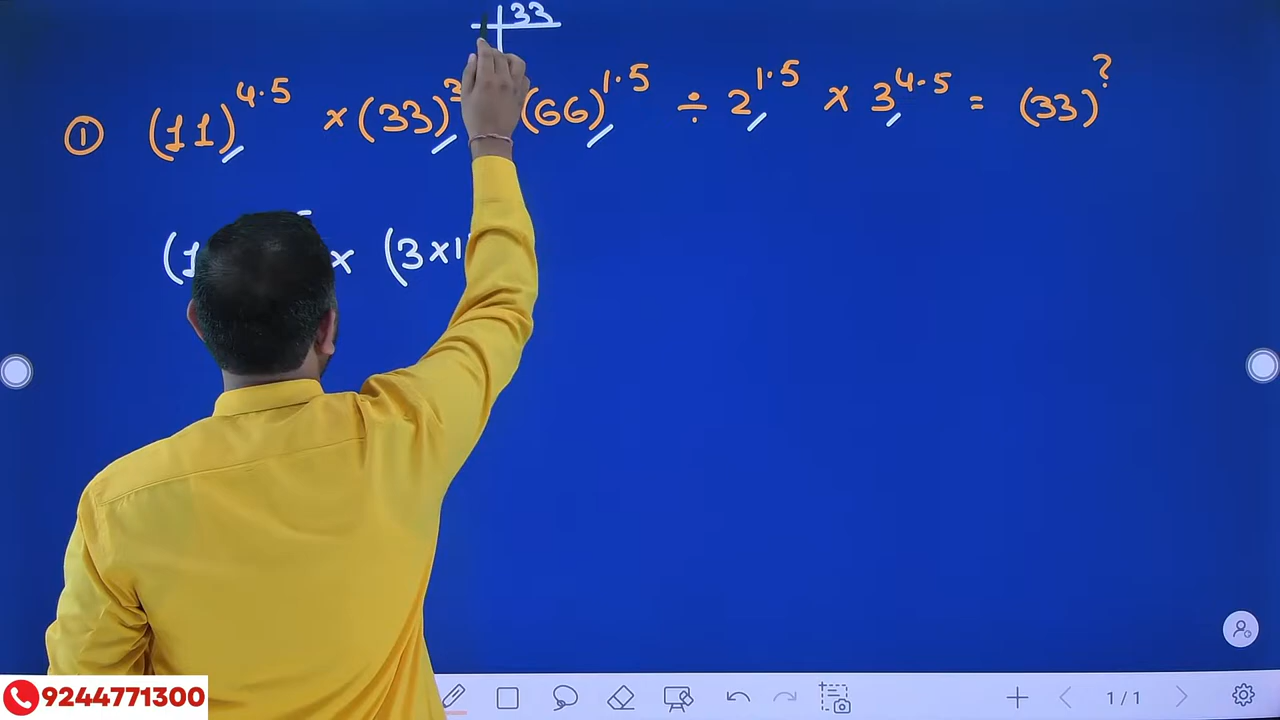 33
① (11)^4.5 × (33)^3 (66)^1.5 ÷ 2^1.5 × 3^4.5 = (33)^?
(1 × (3×1
1/1
9244771300